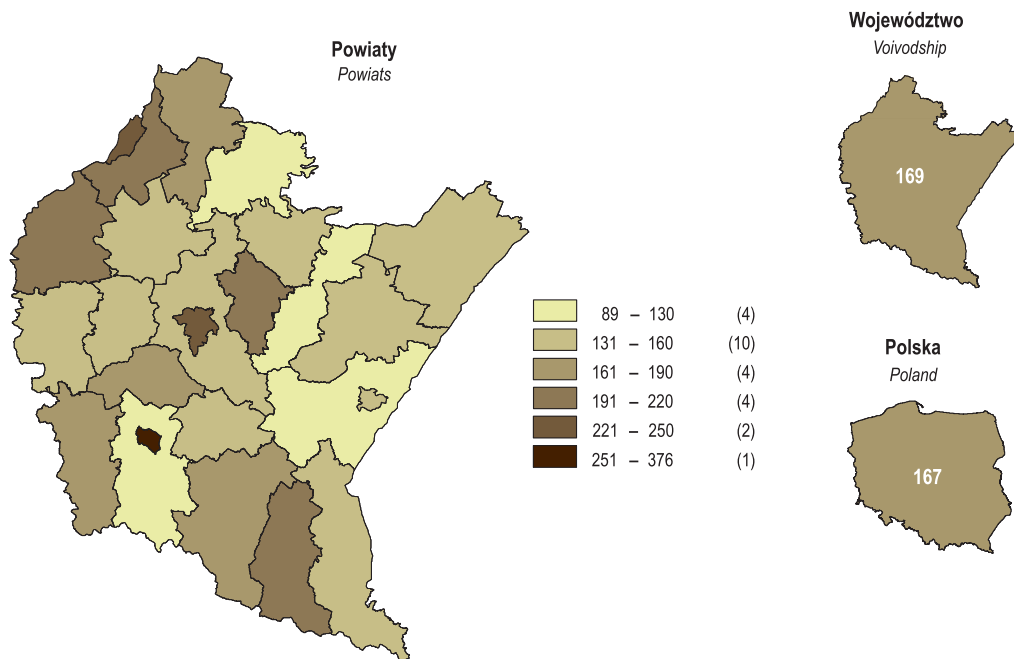 Powiaty
Powiats
89 – 130 (4)
131 – 160 (10)
161 – 190 (4)
191 – 220 (4)
221 – 250 (2)
251 – 376 (1)
Województwo
Voivodship
169
Polska
Poland
167